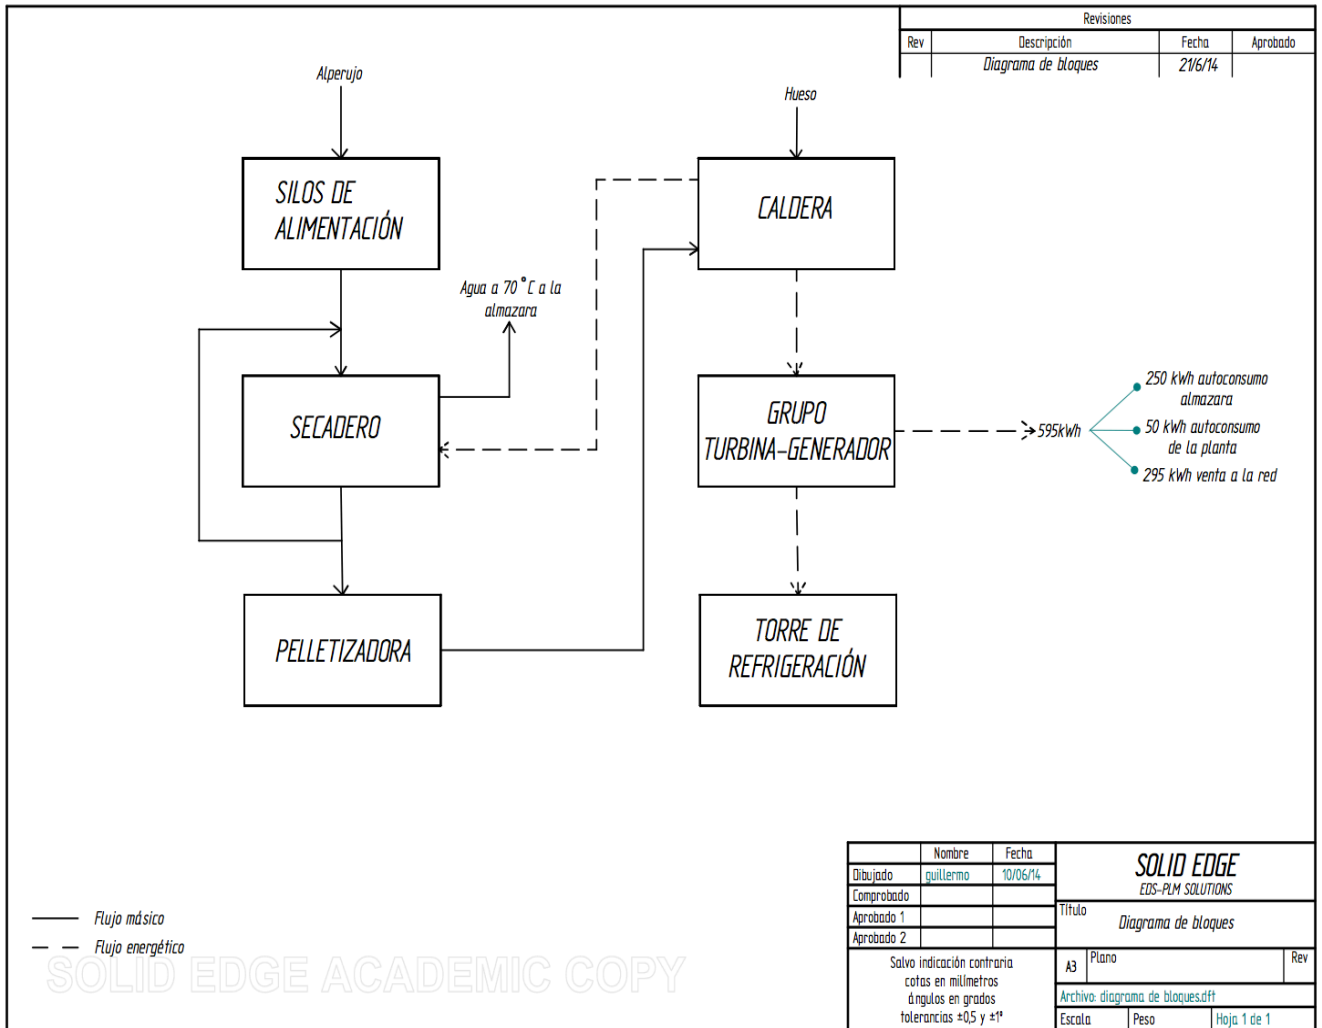 Revisiones
Rev Descripción Fecha Aprobado
Diagrama de bloques 21/6/14
Alperujo
Hueso
SILOS DE
ALIMENTACIÓN
CALDERA
Agua a 70°C a la
almazara
SECADERO
GRUPO
TURBINA-GENERADOR
595kWh
250 kWh autoconsumo
almazara
50 kWh autoconsumo
de la planta
295 kWh venta a la red
PELLETIZADORA
TORRE DE
REFRIGERACIÓN
Flujo másico
Flujo energético
SOLID EDGE ACADEMIC COPY
Nombre Fecha
Dibujado guillermo 10/06/14
Comprobado
Aprobado 1
Aprobado 2
SOLID EDGE
EDS-PLM SOLUTIONS
Título
Diagrama de bloques
Salvo indicación contraria
cotas en milímetros
ángulos en grados
tolerancias ±0,5 y ±1º
A3 Plano Rev
Archivo: diagrama de bloques.dft
Escala Peso Hoja 1 de 1